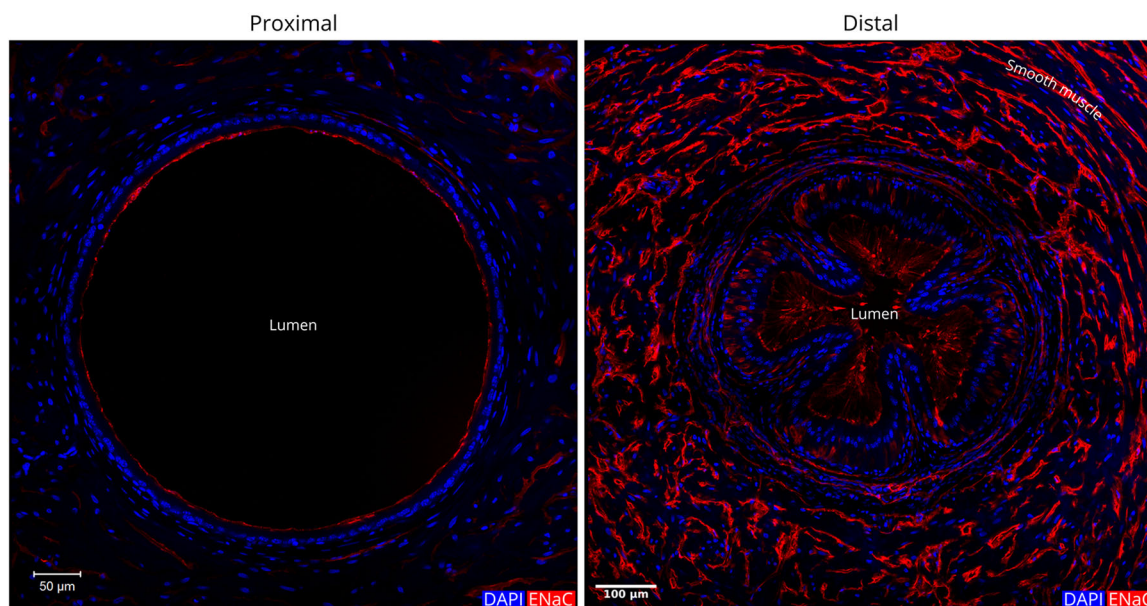 Proximal
Distal
Smooth muscle
Lumen
Lumen
50 µm
DAPI ENaC
100 µm
DAPI ENaC